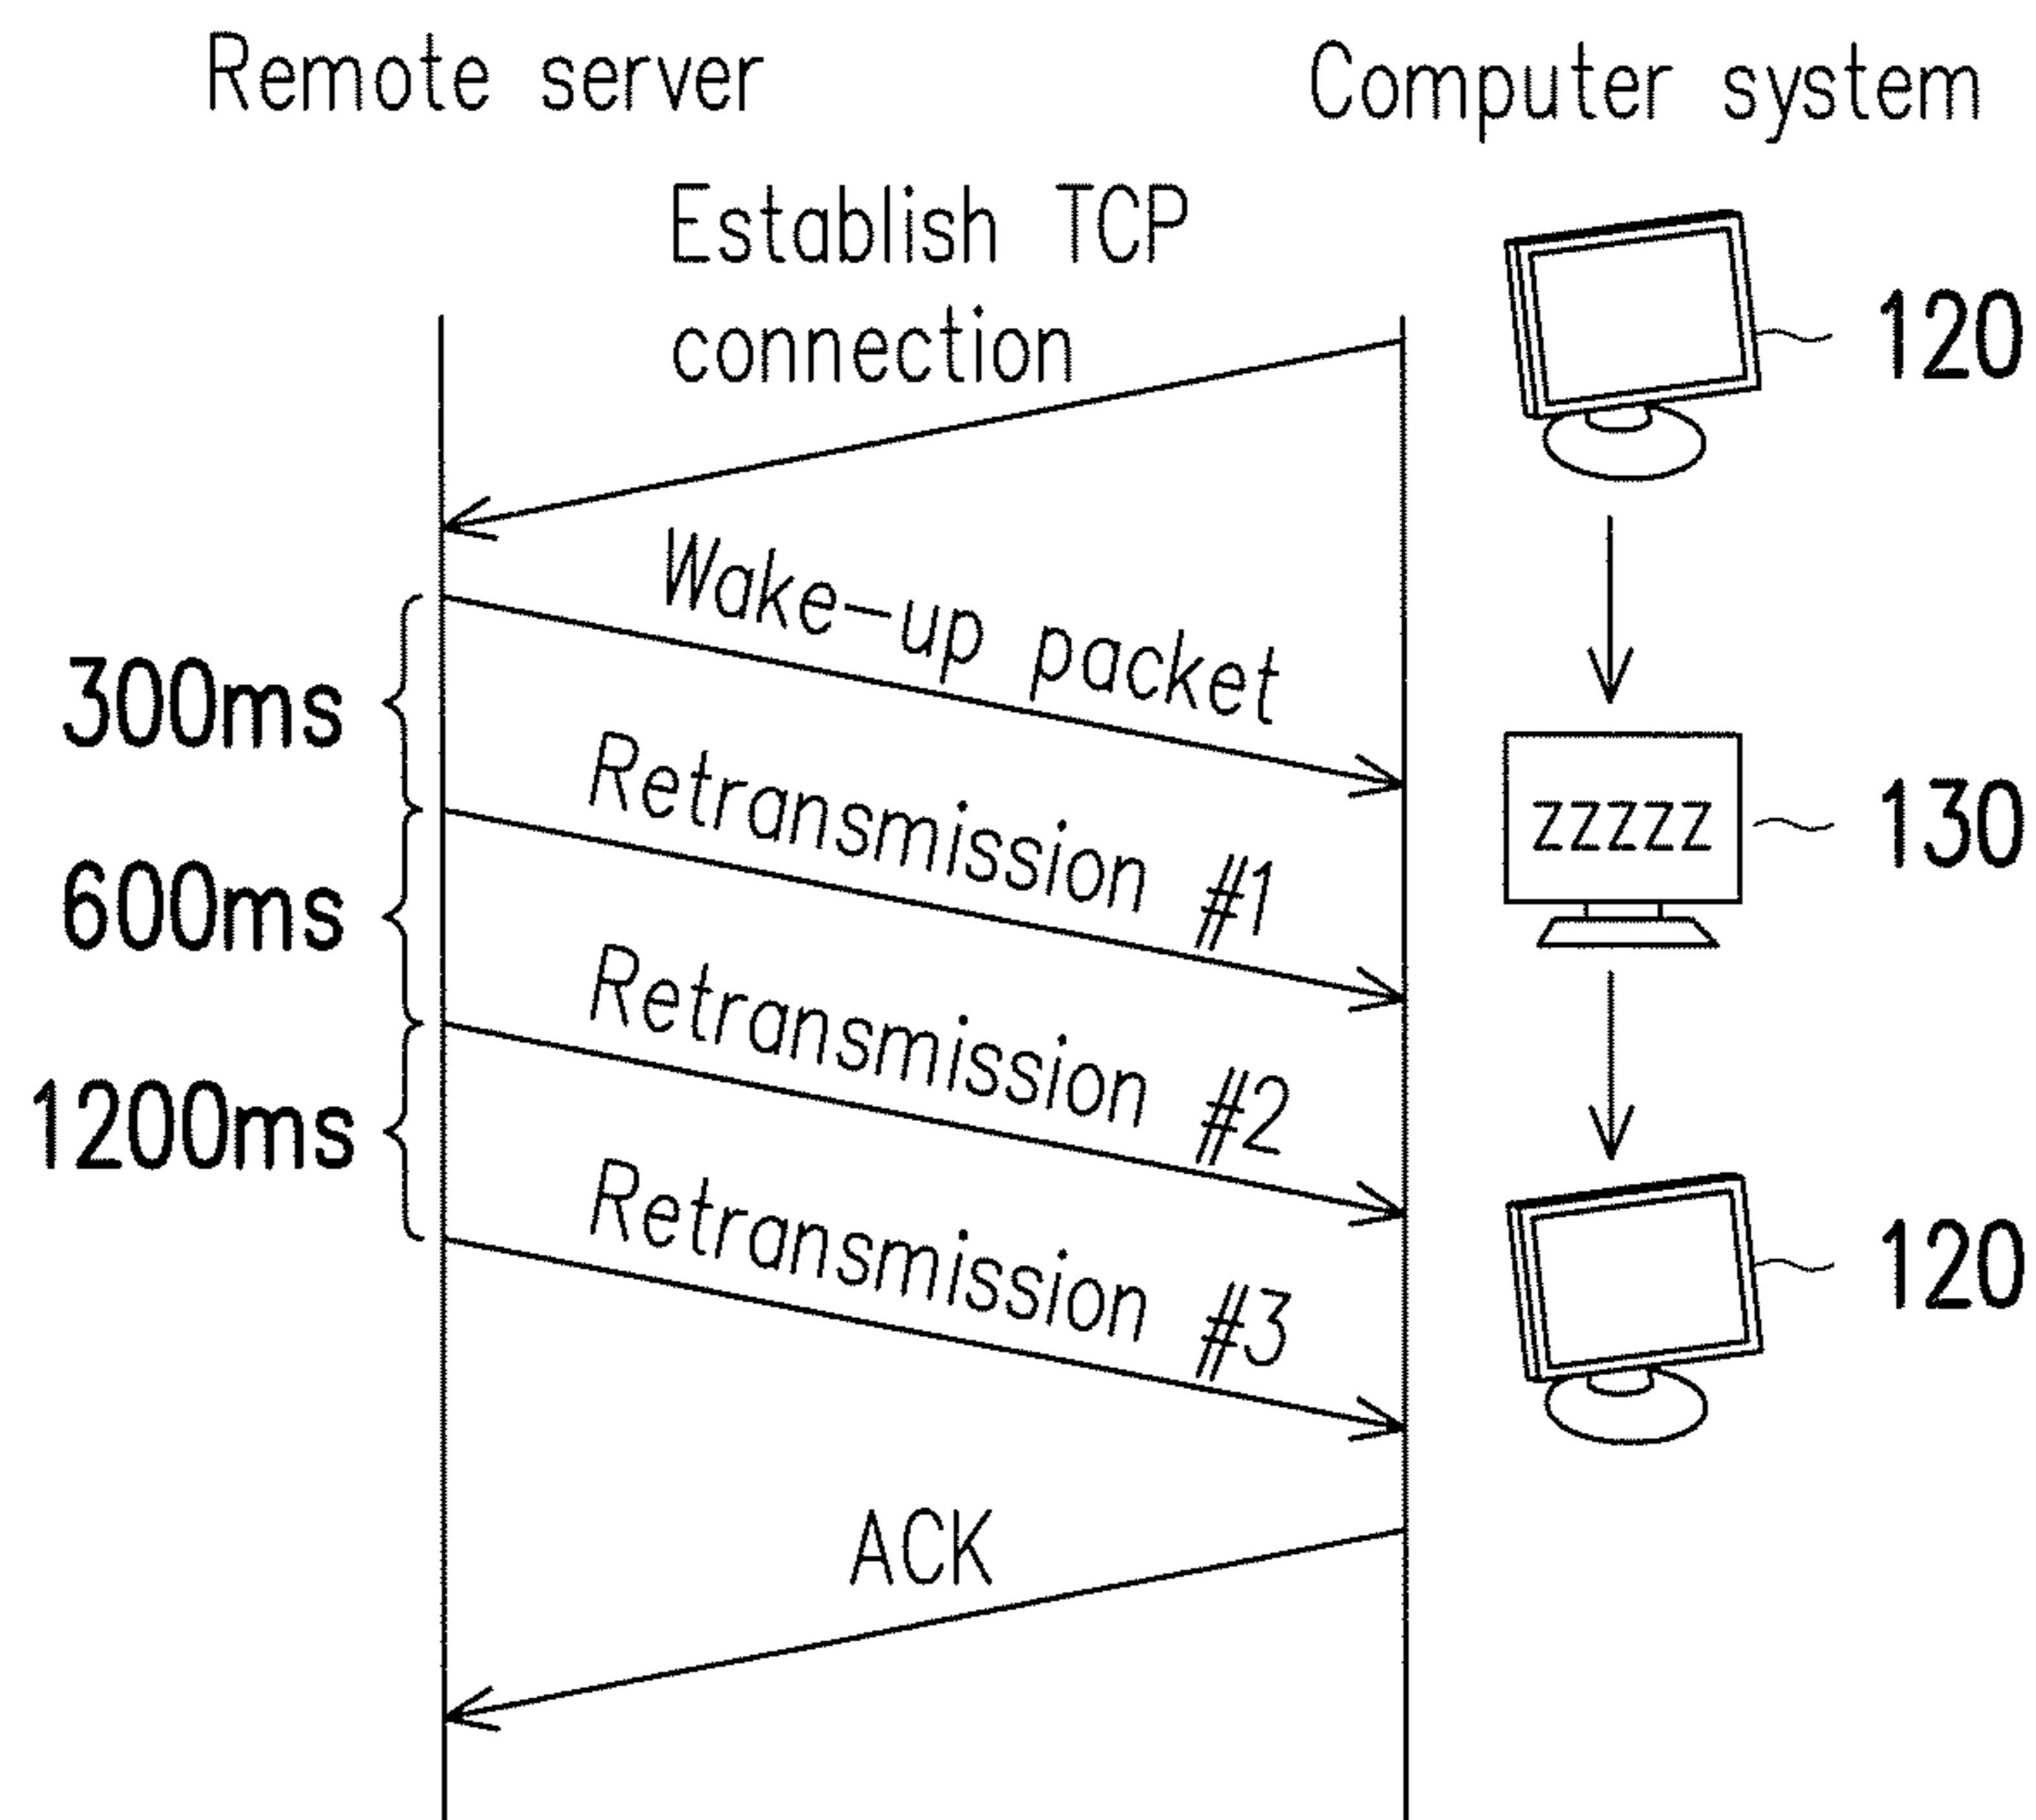 Remote server
Computer system
Establish TCP
connection
120
Wake-up packet
300ms
Retransmission #1
zzzzz
130
600ms
Retransmission #2
1200ms
Retransmission #3
120
ACK